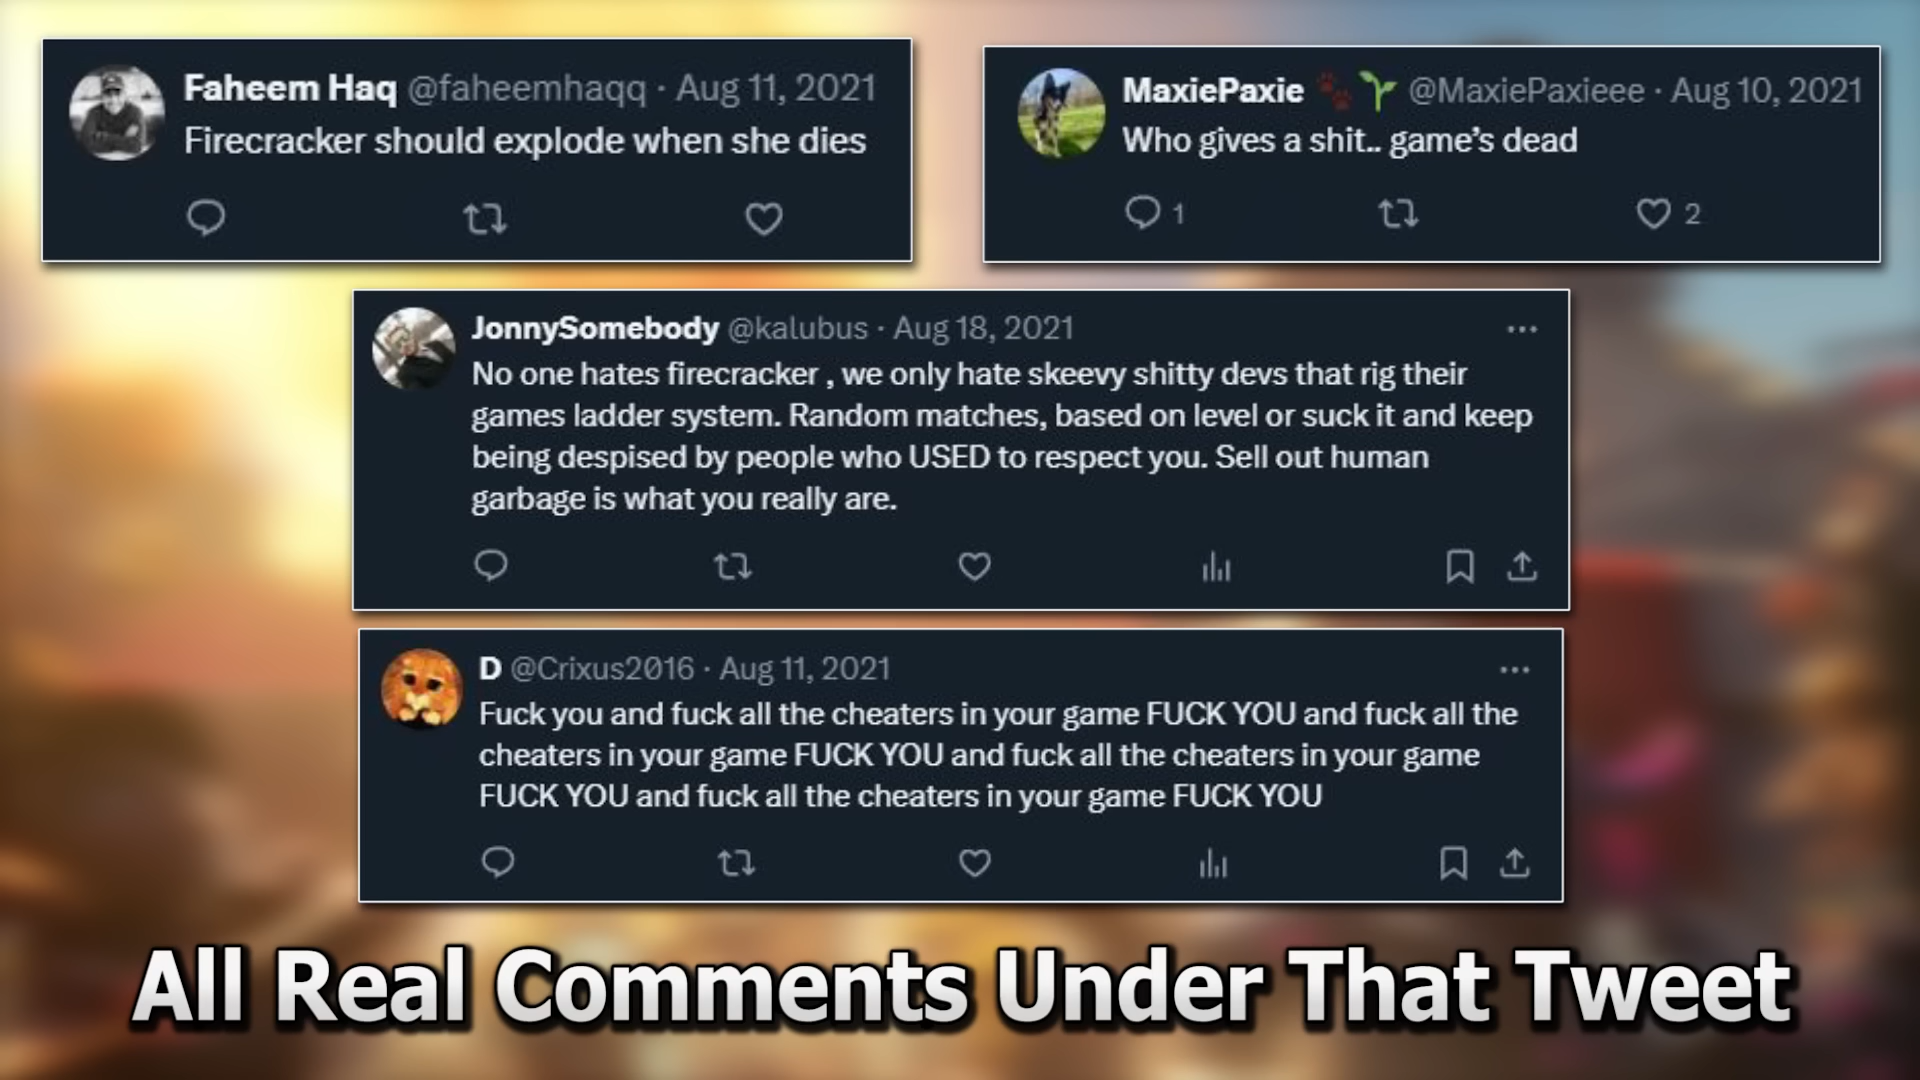 Faheem Haq @faheemhaqq · Aug 11, 2021
Firecracker should explode when she dies
MaxiePaxie 🐾🌱 @MaxiePaxieee · Aug 10, 2021
Who gives a shit.. game’s dead
1 2
JonnySomebody @kalubus · Aug 18, 2021
No one hates firecracker , we only hate skeevy shitty devs that rig their
games ladder system. Random matches, based on level or suck it and keep
being despised by people who USED to respect you. Sell out human
garbage is what you really are.
D @Crixus2016 · Aug 11, 2021
Fuck you and fuck all the cheaters in your game FUCK YOU and fuck all the
cheaters in your game FUCK YOU and fuck all the cheaters in your game
FUCK YOU and fuck all the cheaters in your game FUCK YOU
All Real Comments Under That Tweet